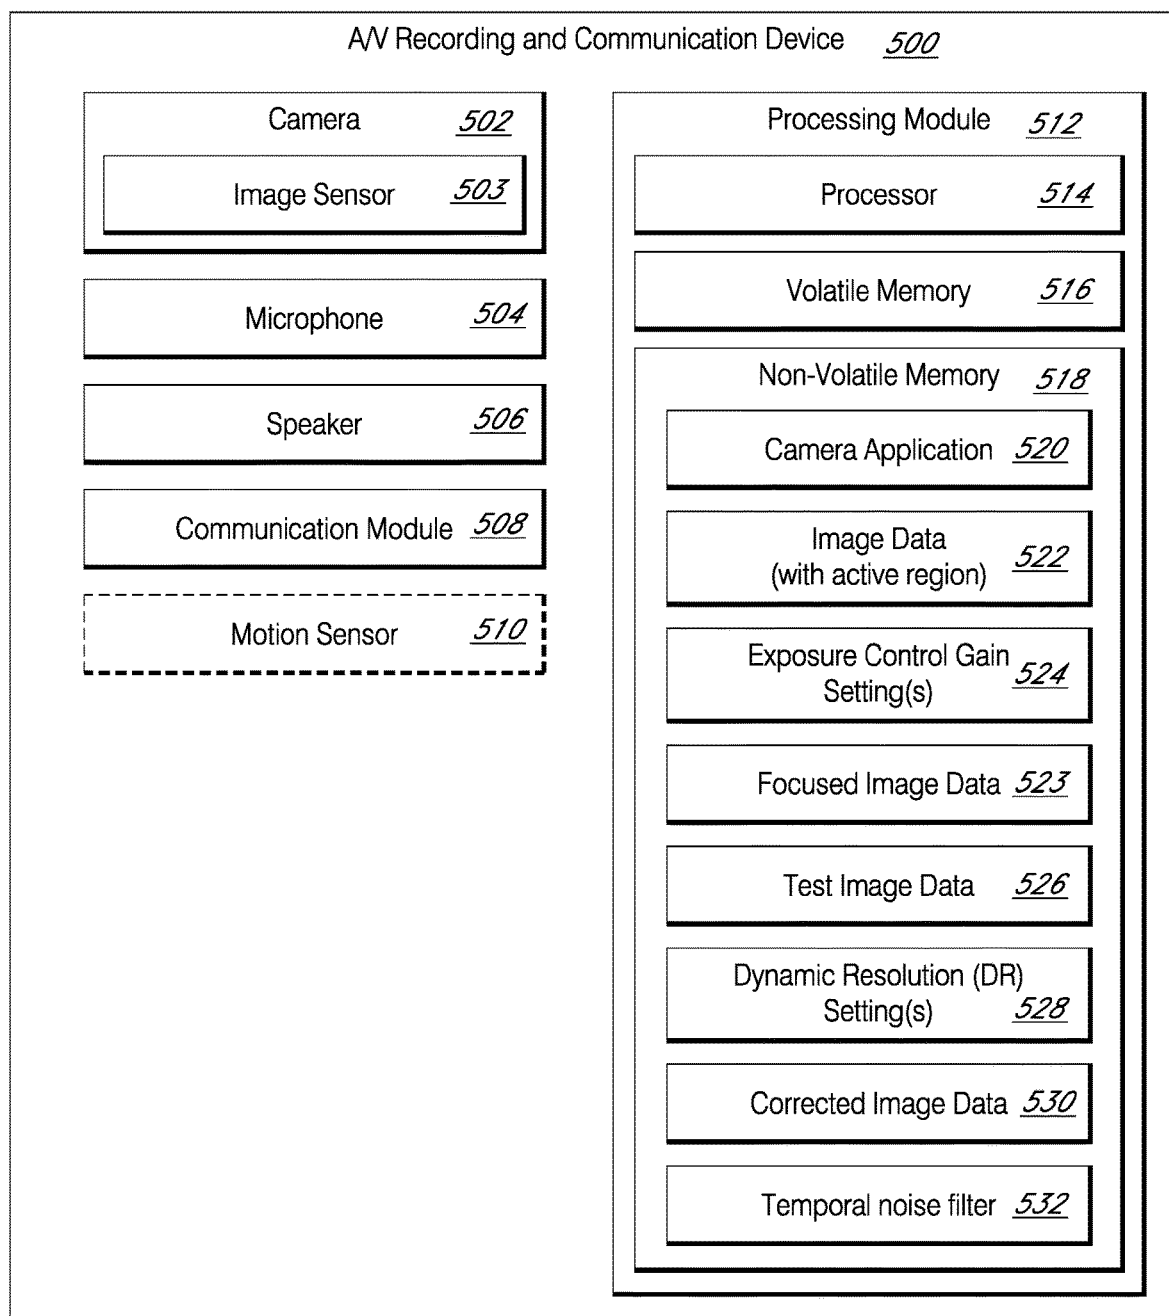 A/V Recording and Communication Device 500
Camera 502
Image Sensor 503
Microphone 504
Speaker 506
Communication Module 508
Motion Sensor 510
Processing Module 512
Processor 514
Volatile Memory 516
Non-Volatile Memory 518
Camera Application 520
Image Data
(with active region) 522
Exposure Control Gain
Setting(s) 524
Focused Image Data 523
Test Image Data 526
Dynamic Resolution (DR)
Setting(s) 528
Corrected Image Data 530
Temporal noise filter 532